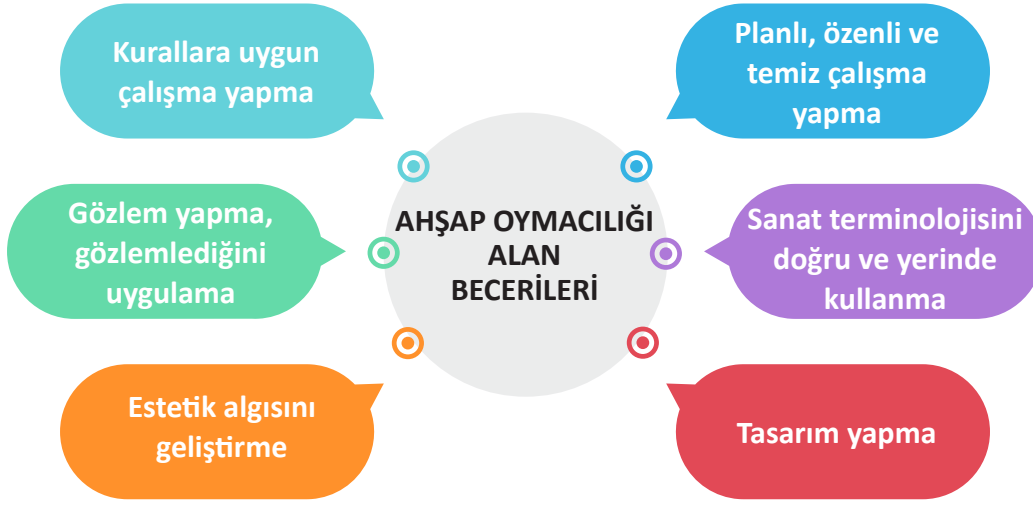 Kurallara uygun
çalışma yapma
Planlı, özenli ve
temiz çalışma
yapma
Gözlem yapma,
gözlemlediğini
uygulama
AHŞAP OYMACILIĞI
ALAN
BECERİLERİ
Sanat terminolojisini
doğru ve yerinde
kullanma
Estetik algısını
geliştirme
Tasarım yapma